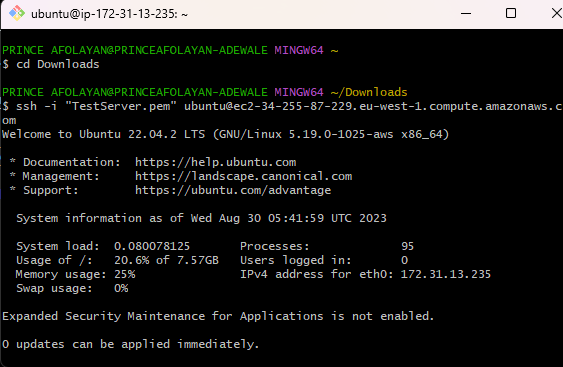 ubuntu@ip-172-31-13-235: ~
PRINCE AFOLAYAN@PRINCEAFOLAYAN-ADEWALE MINGW64 ~
$ cd Downloads
PRINCE AFOLAYAN@PRINCEAFOLAYAN-ADEWALE MINGW64 ~/Downloads
$ ssh -i "TestServer.pem" ubuntu@ec2-34-255-87-229.eu-west-1.compute.amazonaws.c
om
Welcome to Ubuntu 22.04.2 LTS (GNU/Linux 5.19.0-1025-aws x86_64)
* Documentation:  https://help.ubuntu.com
* Management:     https://landscape.canonical.com
* Support:        https://ubuntu.com/advantage
System information as of Wed Aug 30 05:41:59 UTC 2023
System load:  0.080078125       Processes:             95
Usage of /:   20.6% of 7.57GB   Users logged in:       0
Memory usage: 25%               IPv4 address for eth0: 172.31.13.235
Swap usage:   0%
Expanded Security Maintenance for Applications is not enabled.
0 updates can be applied immediately.